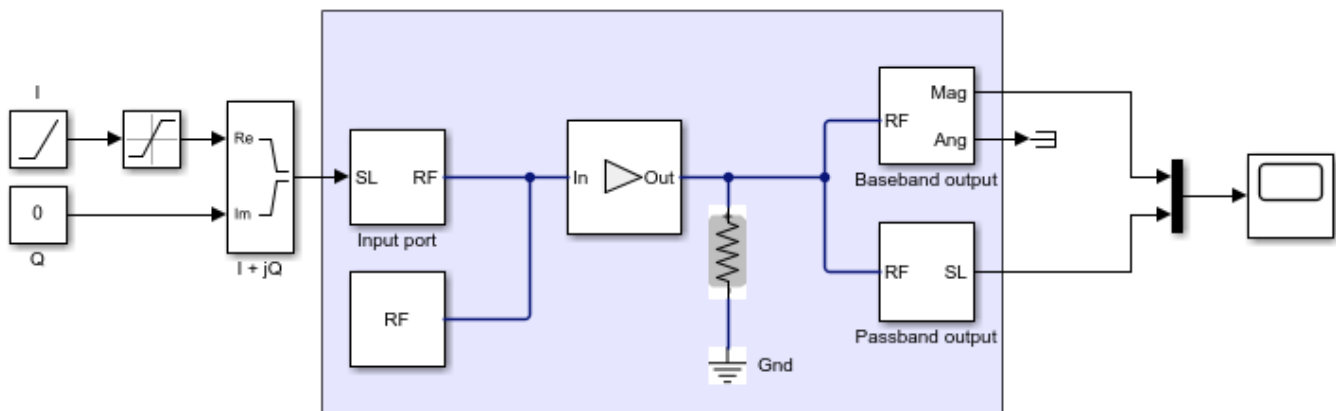 I
0
Q
Re
Im
I + jQ
SL RF
Input port
RF
In Out
Gnd
RF Mag
Ang
Baseband output
RF SL
Passband output